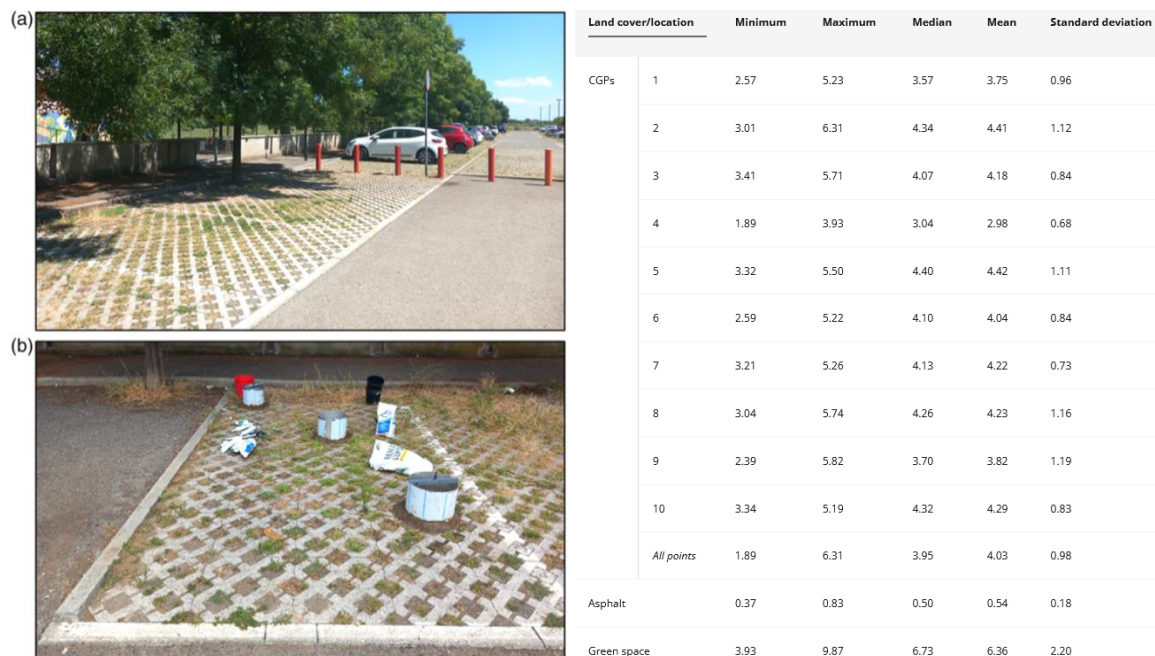 (a)
(b)
Land cover/location Minimum Maximum Median Mean Standard deviation
CGPs 1 2.57 5.23 3.57 3.75 0.96
2 3.01 6.31 4.34 4.41 1.12
3 3.41 5.71 4.07 4.18 0.84
4 1.89 3.93 3.04 2.98 0.68
5 3.32 5.50 4.40 4.42 1.11
6 2.59 5.22 4.10 4.04 0.84
7 3.21 5.26 4.13 4.22 0.73
8 3.04 5.74 4.26 4.23 1.16
9 2.39 5.82 3.70 3.82 1.19
10 3.34 5.19 4.32 4.29 0.83
All points 1.89 6.31 3.95 4.03 0.98
Asphalt 0.37 0.83 0.50 0.54 0.18
Green space 3.93 9.87 6.73 6.36 2.20